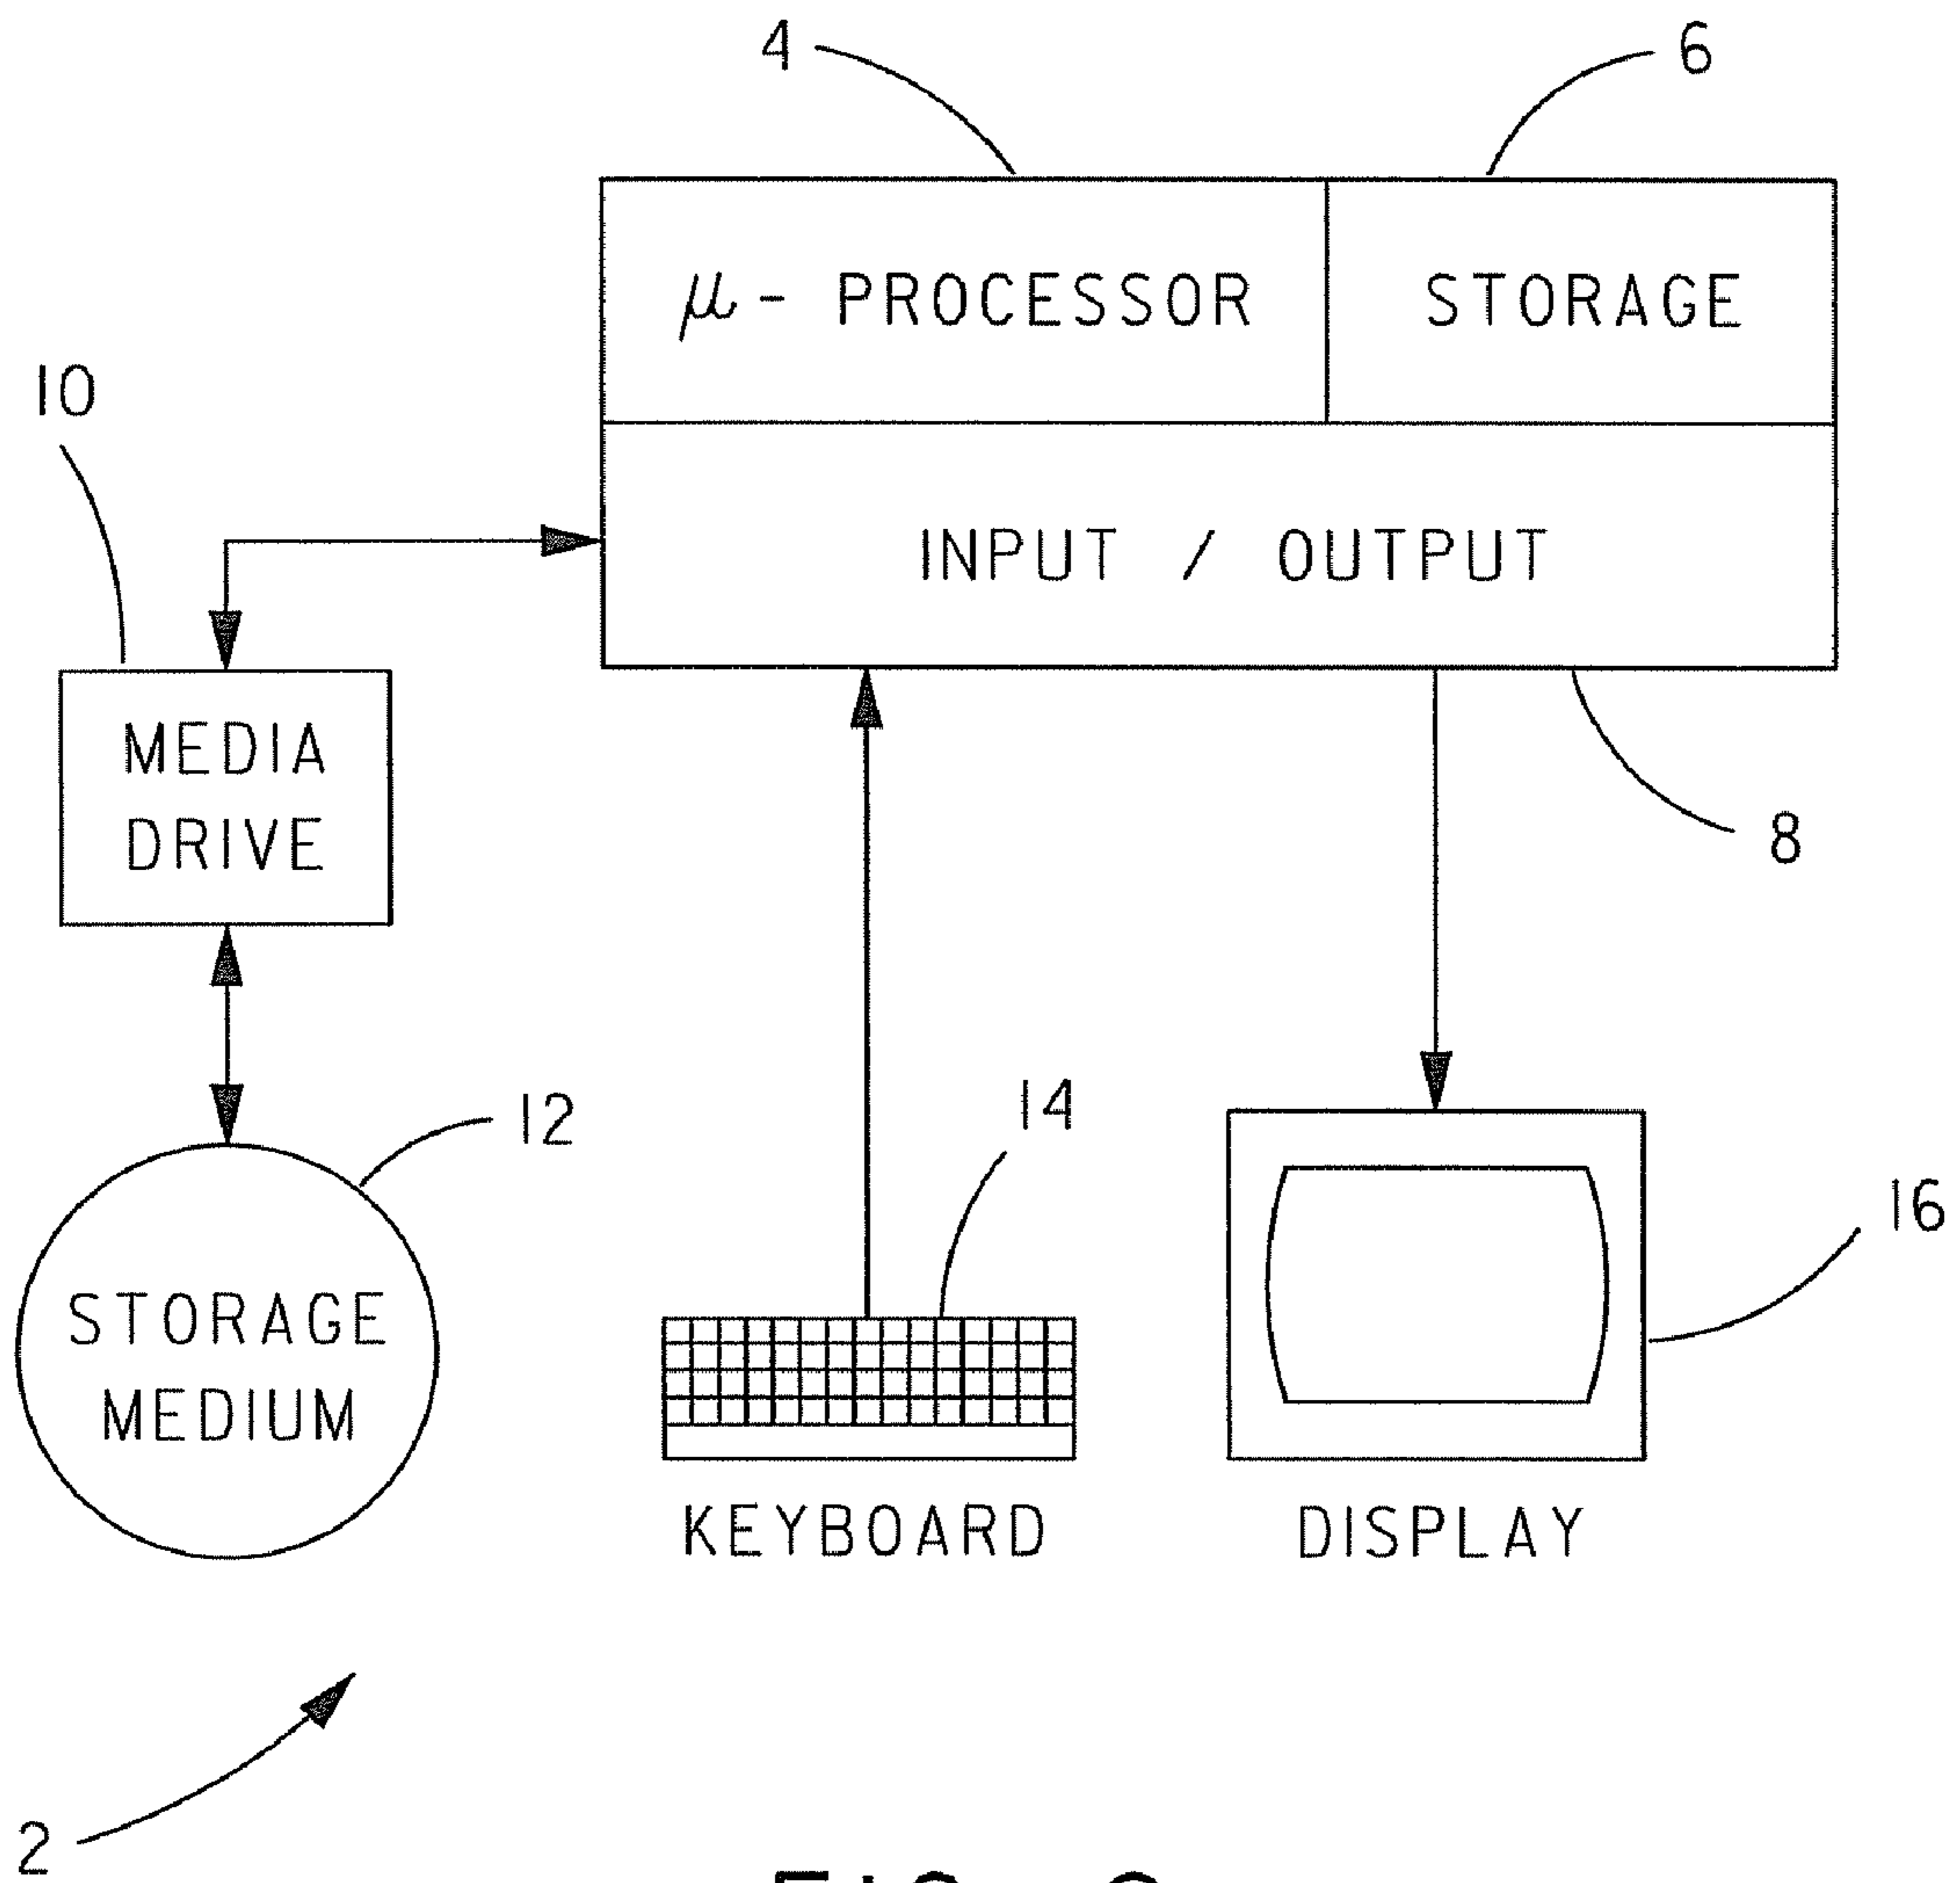 4
6
μ- PROCESSOR
STORAGE
10
INPUT / OUTPUT
MEDIA
DRIVE
8
12
14
16
STORAGE
MEDIUM
KEYBOARD
DISPLAY
2